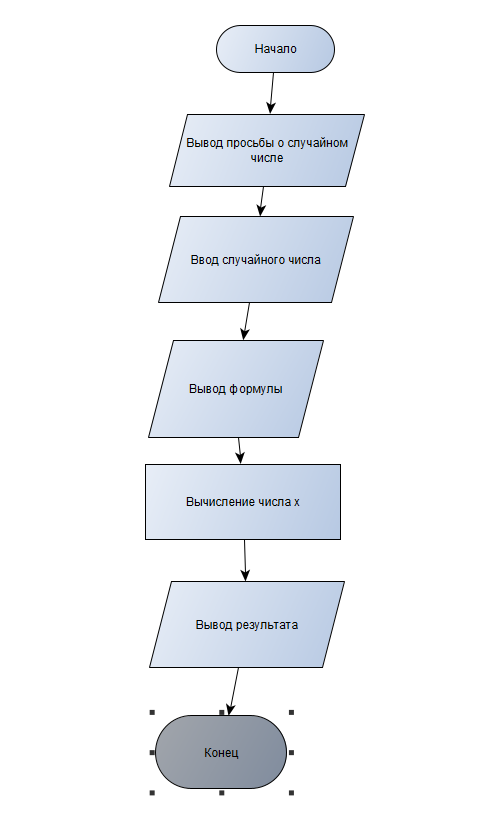 Начало
Вывод просьбы о случайном
числе
Ввод случайного числа
Вывод формулы
Вычисление числа x
Вывод результата
Конец